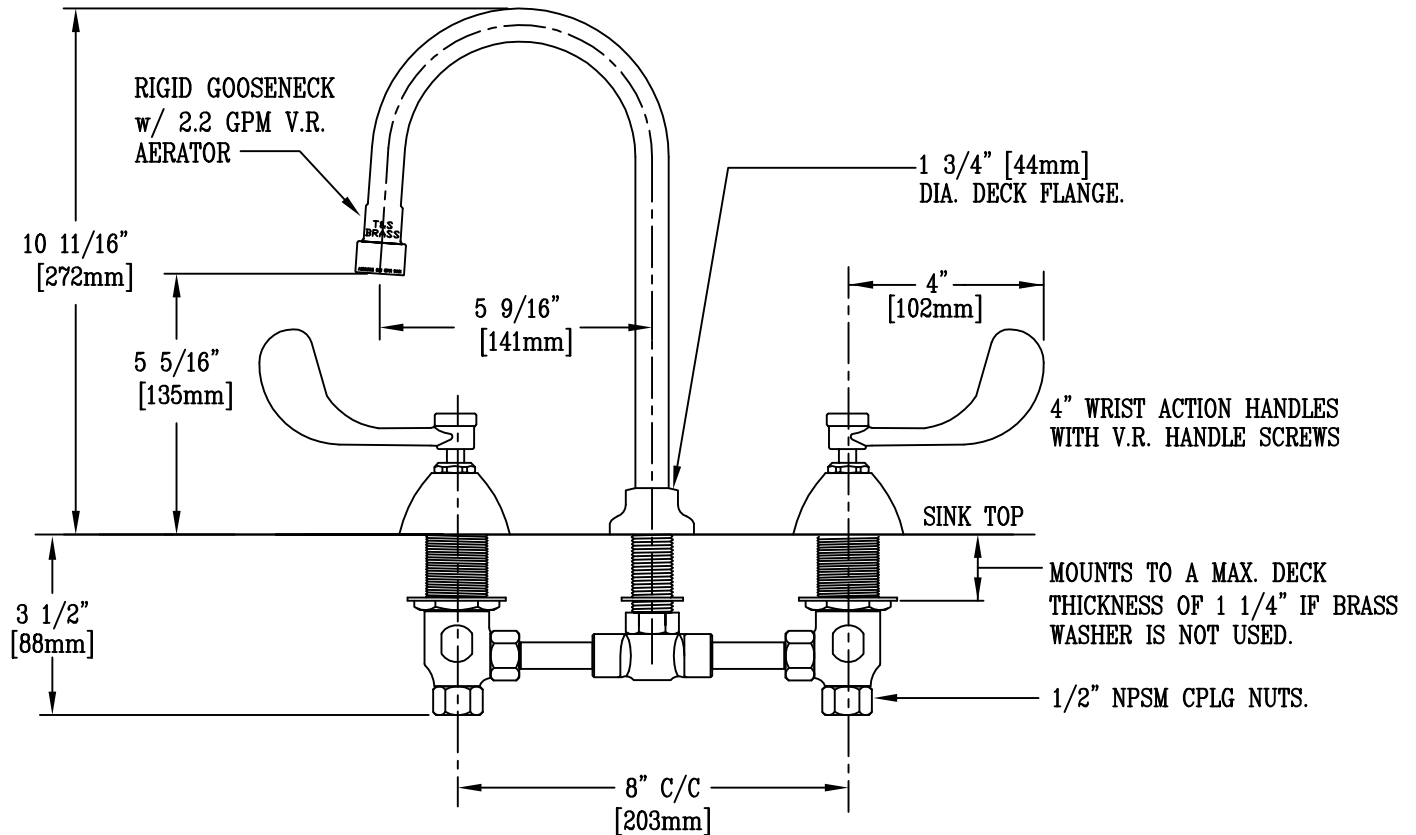 RIGID GOOSENECK
w/ 2.2 GPM V.R.
AERATOR
1 3/4" [44mm]
DIA. DECK FLANGE.
T&S
BRASS
10 11/16"
[272mm]
4"
[102mm]
5 9/16"
[141mm]
5 5/16"
[135mm]
4" WRIST ACTION HANDLES
WITH V.R. HANDLE SCREWS
SINK TOP
MOUNTS TO A MAX. DECK
THICKNESS OF 1 1/4" IF BRASS
WASHER IS NOT USED.
3 1/2"
[88mm]
1/2" NPSM CPLG NUTS.
8" C/C
[203mm]